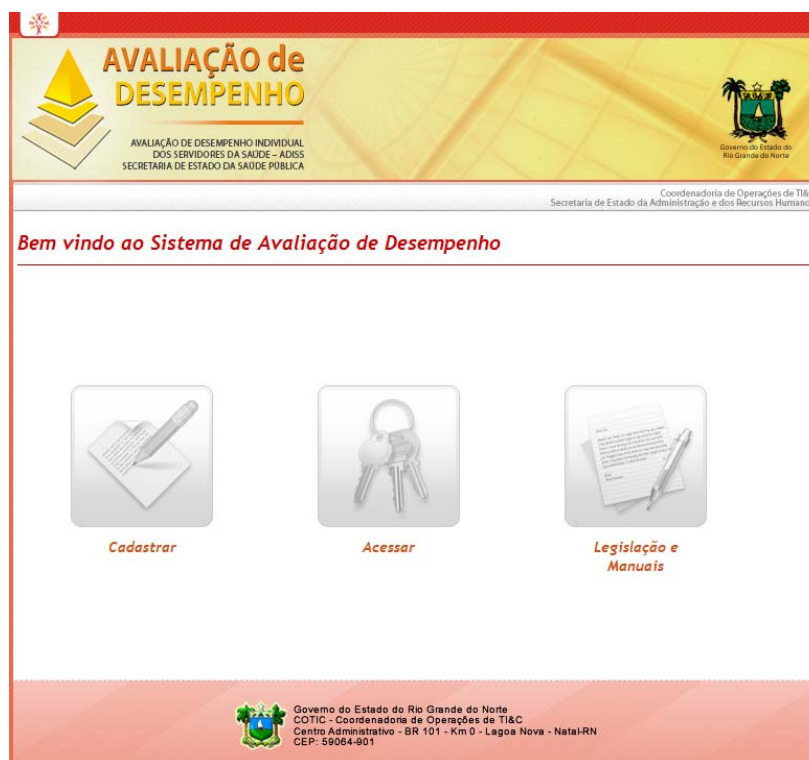 AVALIAÇÃO de
DESEMPENHO
AVALIAÇÃO DE DESEMPENHO INDIVIDUAL
DOS SERVIDORES DA SAÚDE – ADISS
SECRETARIA DE ESTADO DA SAÚDE PÚBLICA
Governo do Estado do
Rio Grande do Norte
Coordenadoria de Operações de TI&
Secretaria de Estado da Administração e dos Recursos Humano
Bem vindo ao Sistema de Avaliação de Desempenho
Cadastrar
Acessar
Legislação e
Manuais
Governo do Estado do Rio Grande do Norte
COTIC - Coordenadoria de Operações de TI&C
Centro Administrativo - BR 101 - Km 0 - Lagoa Nova - Natal-RN
CEP: 59064-901